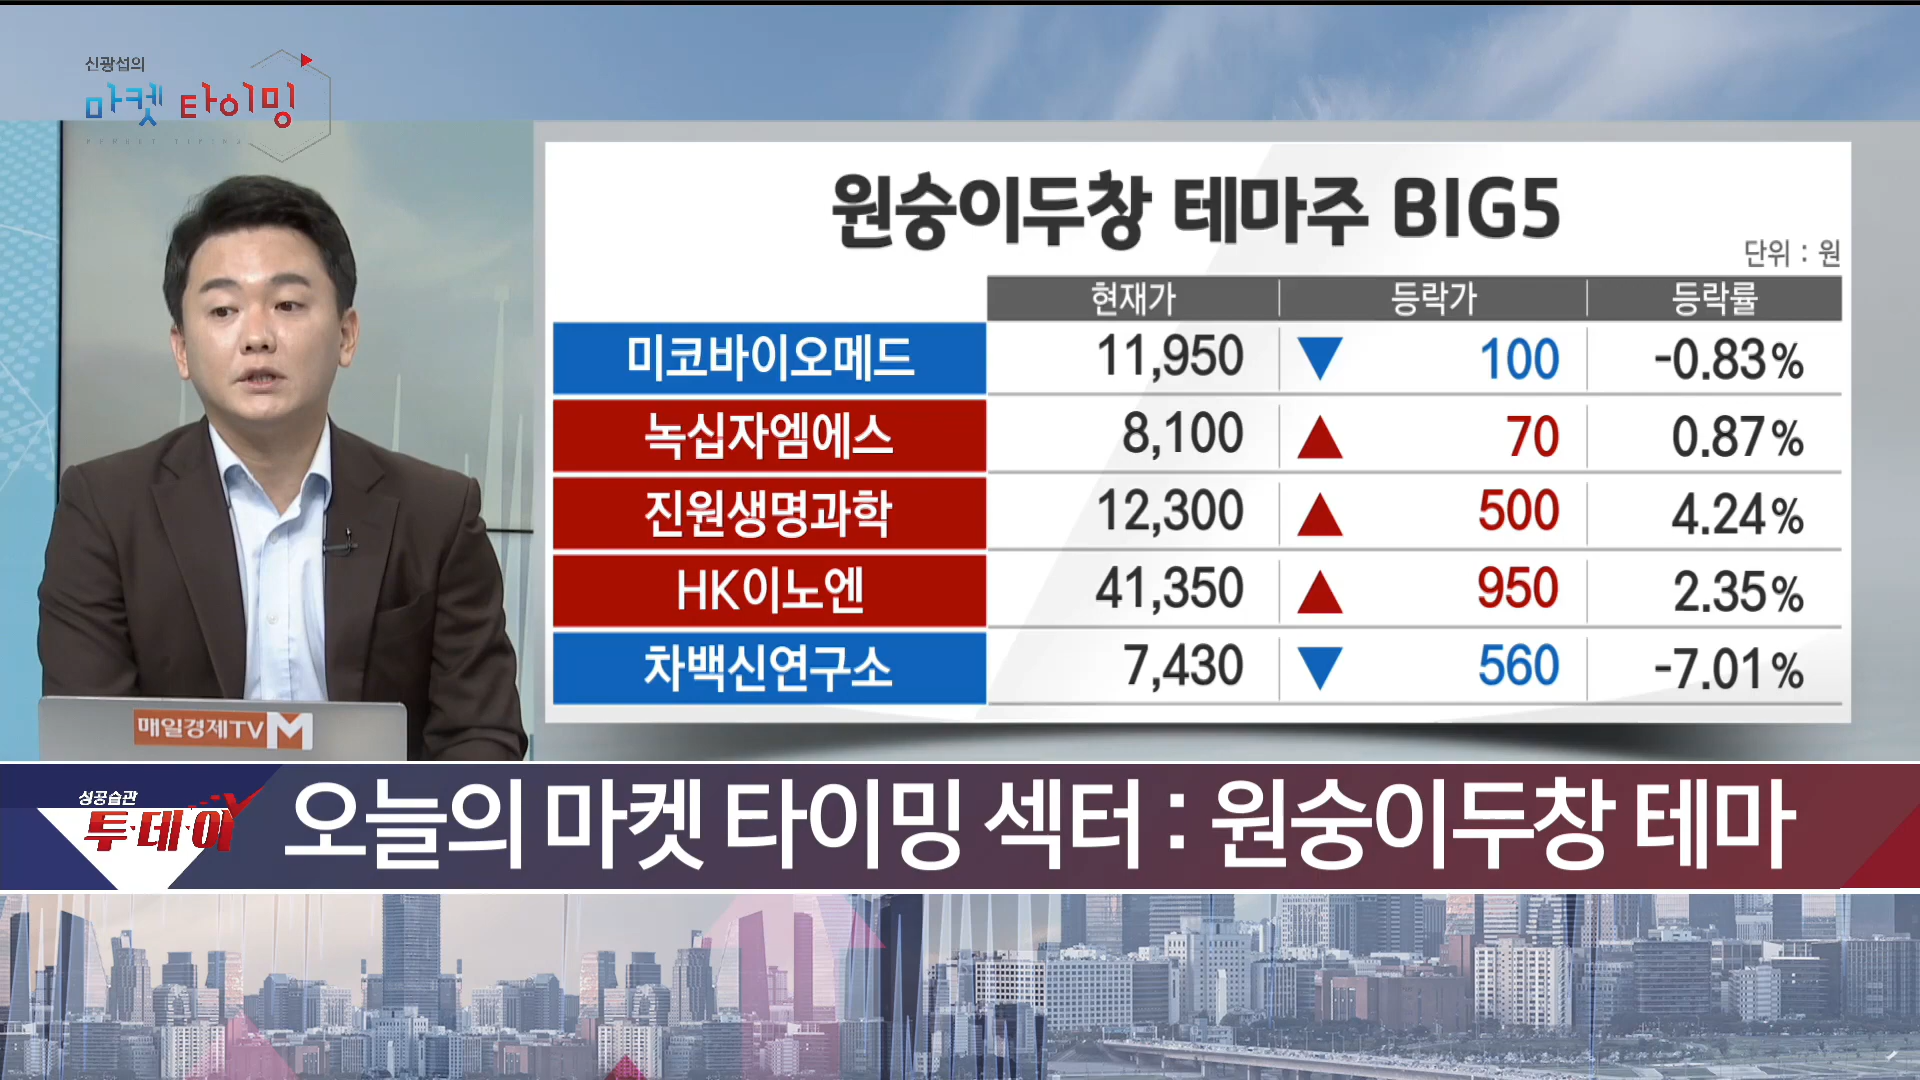 신광섭의
마켓 타이밍
원숭이두창 테마주 BIG5
단위 : 원
현재가 등락가 등락률
미코바이오메드 11,950 ▼ 100 -0.83%
녹십자엠에스 8,100 ▲ 70 0.87%
진원생명과학 12,300 ▲ 500 4.24%
HK이노엔 41,350 ▲ 950 2.35%
차백신연구소 7,430 ▼ 560 -7.01%
매일경제TV M
성공습관
투·데·이
오늘의 마켓 타이밍 섹터 : 원숭이두창 테마